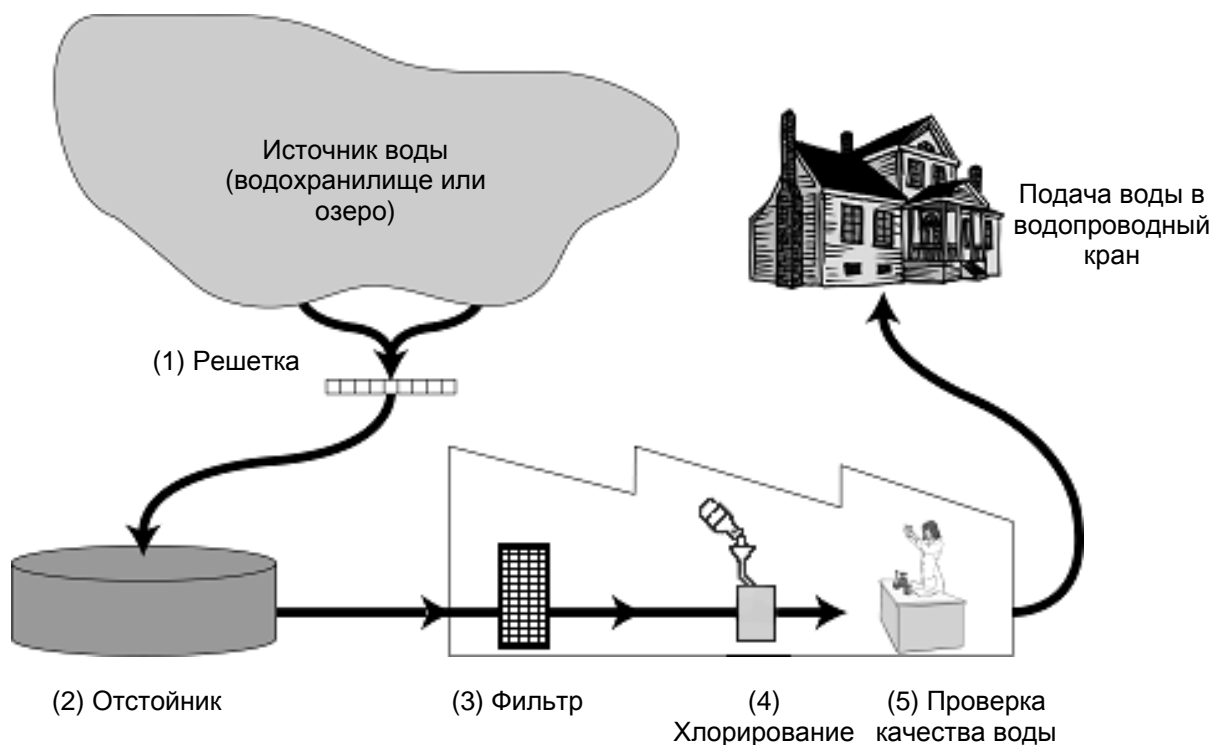 Источник воды
(водохранилище или
озеро)
Подача воды в
водопроводный
кран
(1) Решетка
(2) Отстойник
(3) Фильтр
(4)
Хлорирование
(5) Проверка
качества воды